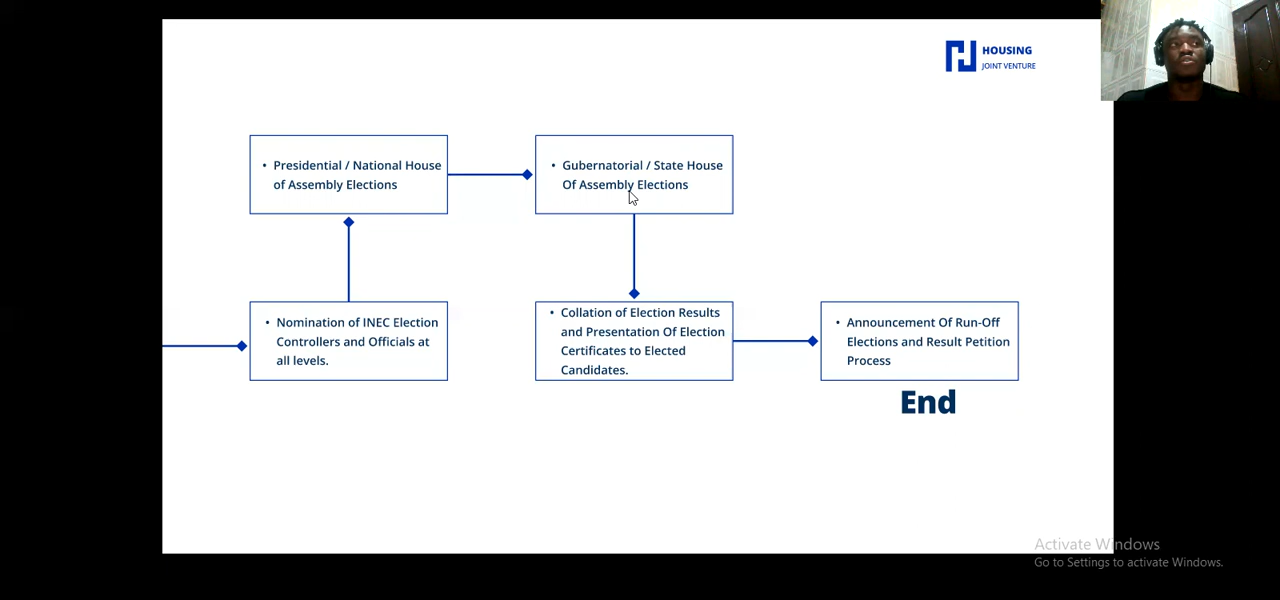 HOUSING
JOINT VENTURE
• Presidential / National House
of Assembly Elections
• Gubernatorial / State House
Of Assembly Elections
• Nomination of INEC Election
Controllers and Officials at
all levels.
• Collation of Election Results
and Presentation Of Election
Certificates to Elected
Candidates.
• Announcement Of Run-Off
Elections and Result Petition
Process
End
Activate Windows
Go to Settings to activate Windows.